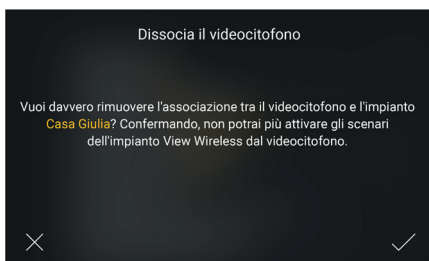 Dissocia il videocitofono
Vuoi davvero rimuovere l'associazione tra il videocitofono e l'impianto
Casa Giulia? Confermando, non potrai più attivare gli scenari
dell'impianto View Wireless dal videocitofono.